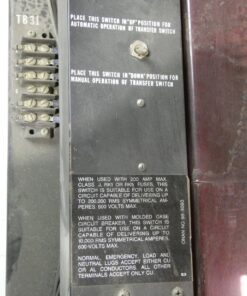 TB31
PLACE THIS SWITCH IN "UP" POSITION FOR
AUTOMATIC OPERATION OF TRANSFER SWITCH
PLACE THIS SWITCH IN "DOWN" POSITION FOR
MANUAL OPERATION OF TRANSFER SWITCH
WHEN USED WITH 200 AMP MAX.
CLASS J, RK1 OR RK5 FUSES, THIS
SWITCH IS SUITABLE FOR USE ON A
CIRCUIT CAPABLE OF DELIVERING UP
TO 200,000 RMS SYMMETRICAL AMPERES.
600 VOLTS MAX.
WHEN USED WITH MOLDED CASE
CIRCUIT BREAKER, THIS SWITCH IS
SUITABLE FOR USE ON A CIRCUIT
CAPABLE OF DELIVERING UP TO
10,000 RMS SYMMETRICAL AMPERES.
600 VOLTS MAX.
NORMAL, EMERGENCY, LOAD AND
NEUTRAL LUGS ACCEPT EITHER CU
OR AL CONDUCTORS. ALL OTHER
TERMINALS ACCEPT ONLY CU